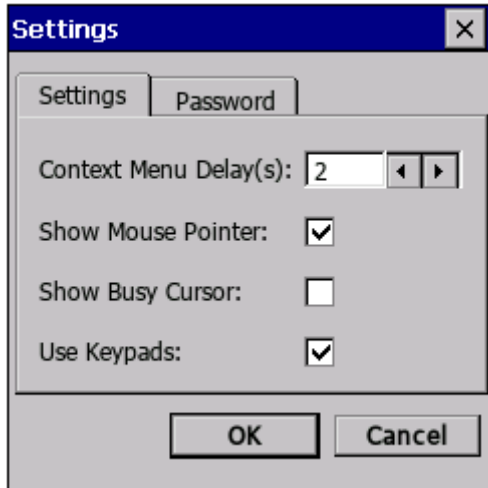 Settings
Settings Password
Context Menu Delay(s): 2
Show Mouse Pointer:
Show Busy Cursor:
Use Keypads:
OK Cancel